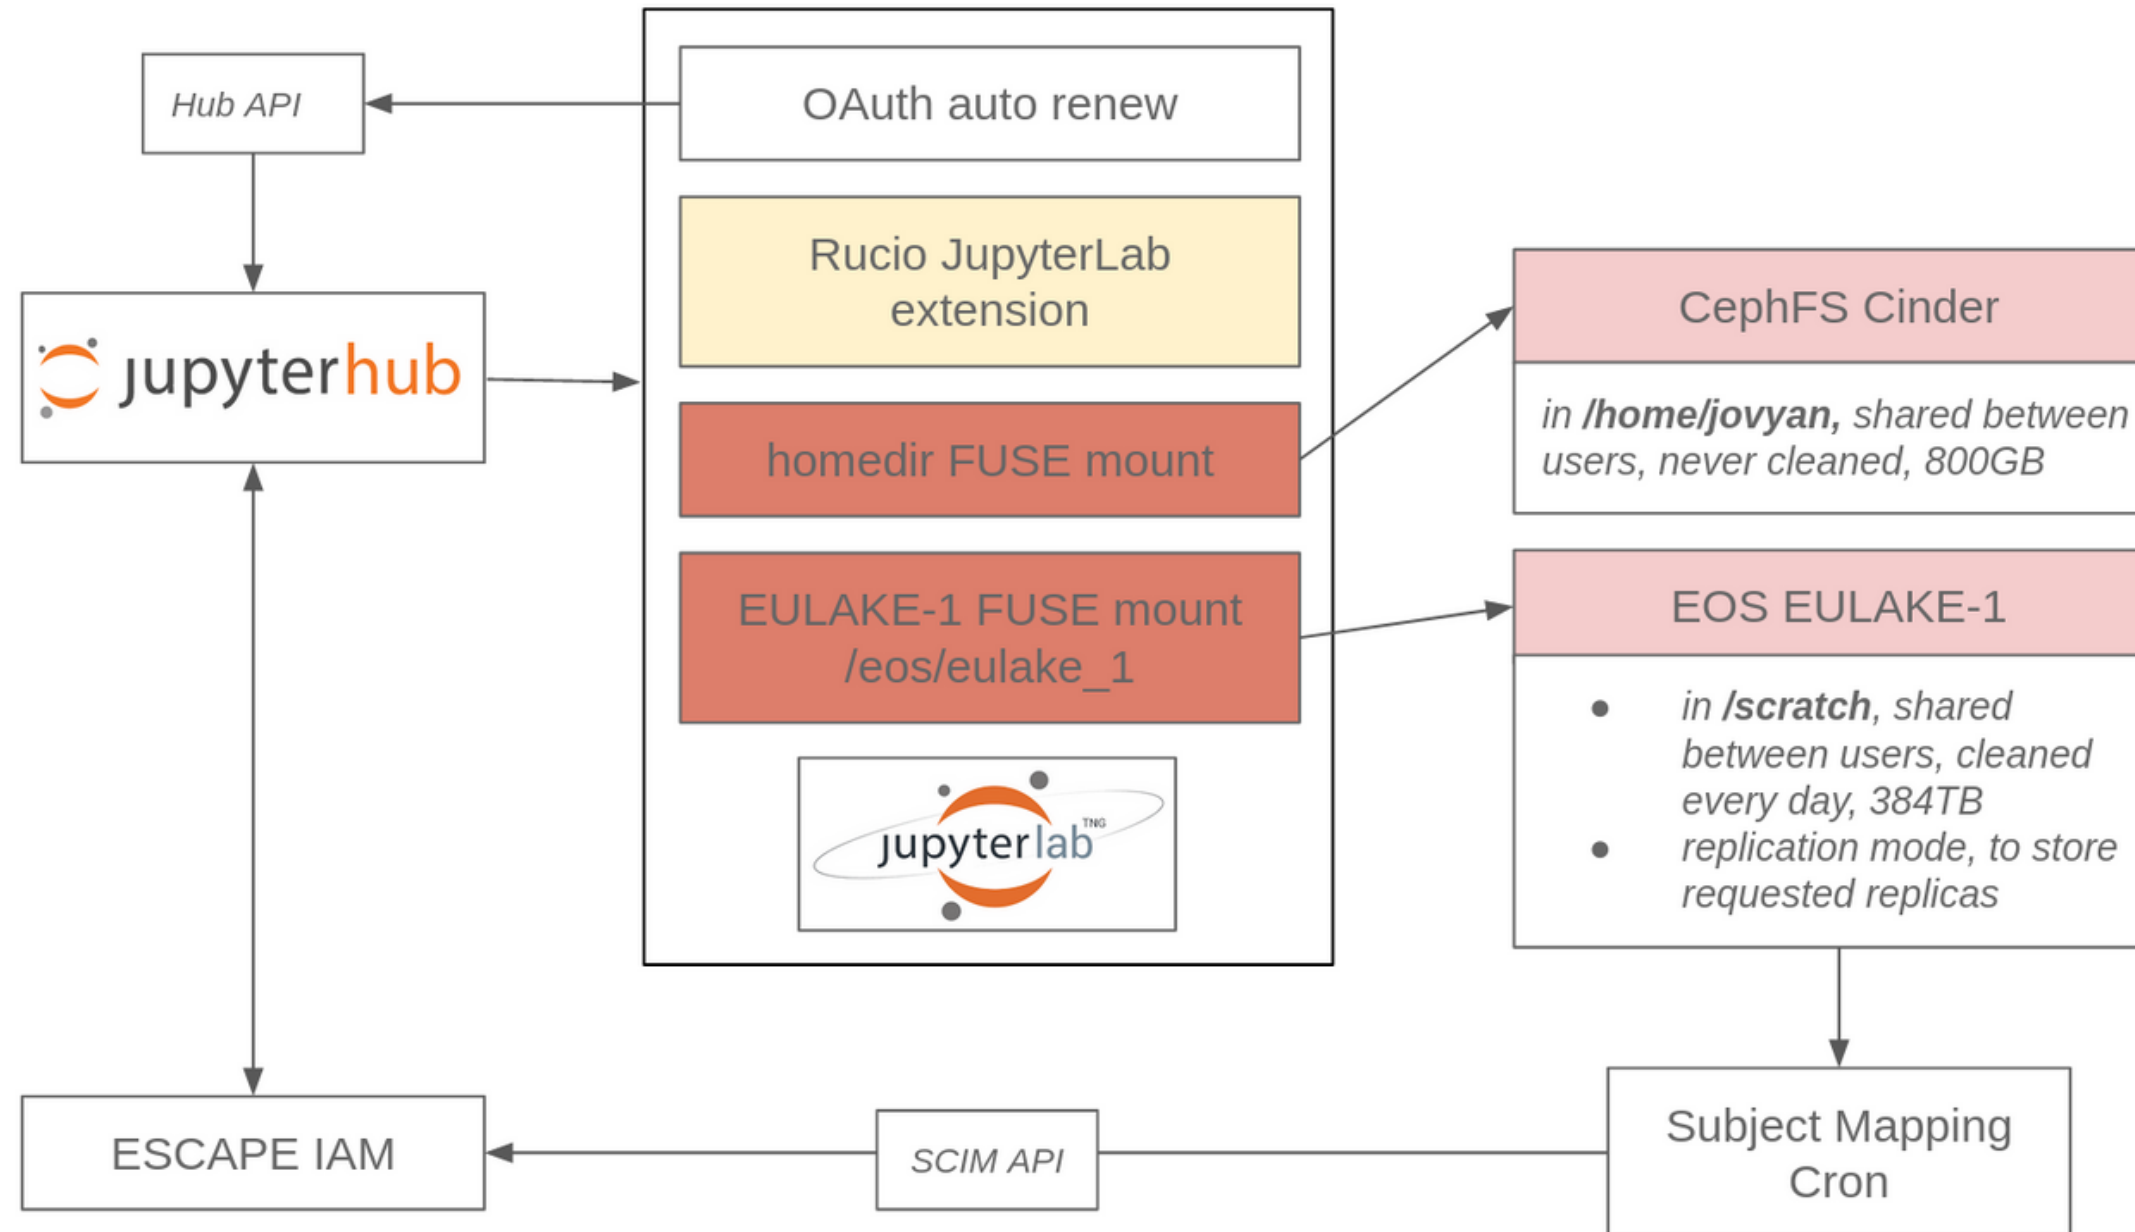 Hub API
OAuth auto renew
Rucio JupyterLab
extension
CephFS Cinder
in /home/jovyan, shared between
users, never cleaned, 800GB
jupyterhub
homedir FUSE mount
EULAKE-1 FUSE mount
/eos/eulake_1
EOS EULAKE-1
● in /scratch, shared
between users, cleaned
every day, 384TB
● replication mode, to store
requested replicas
TNG
jupyterlab
ESCAPE IAM
SCIM API
Subject Mapping
Cron